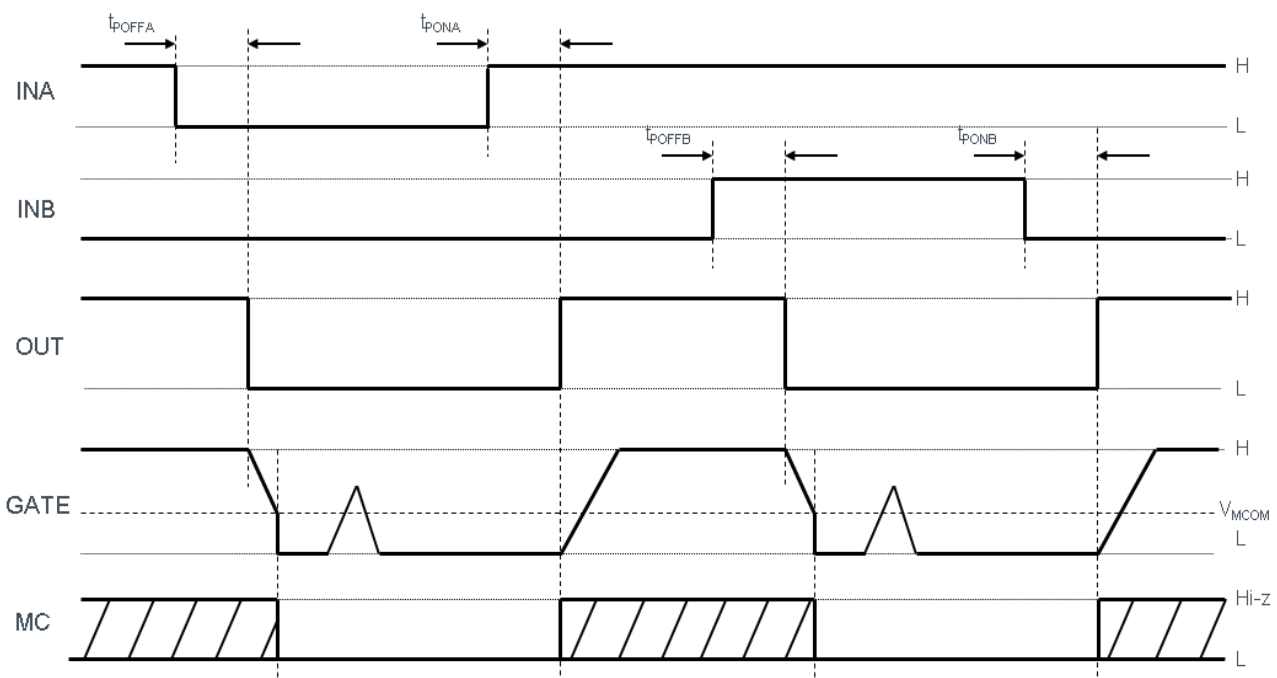 tPOFFA
tPONA
INA
H
L
tPOFFB
tPONB
INB
H
L
OUT
H
L
GATE
H
VMCOM
L
MC
Hi-z
L